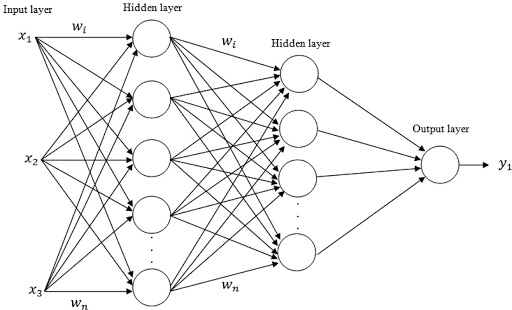 Input layer
Hidden layer
Hidden layer
Output layer
x₁
wᵢ
wᵢ
x₂
y₁
x₃
wₙ
wₙ